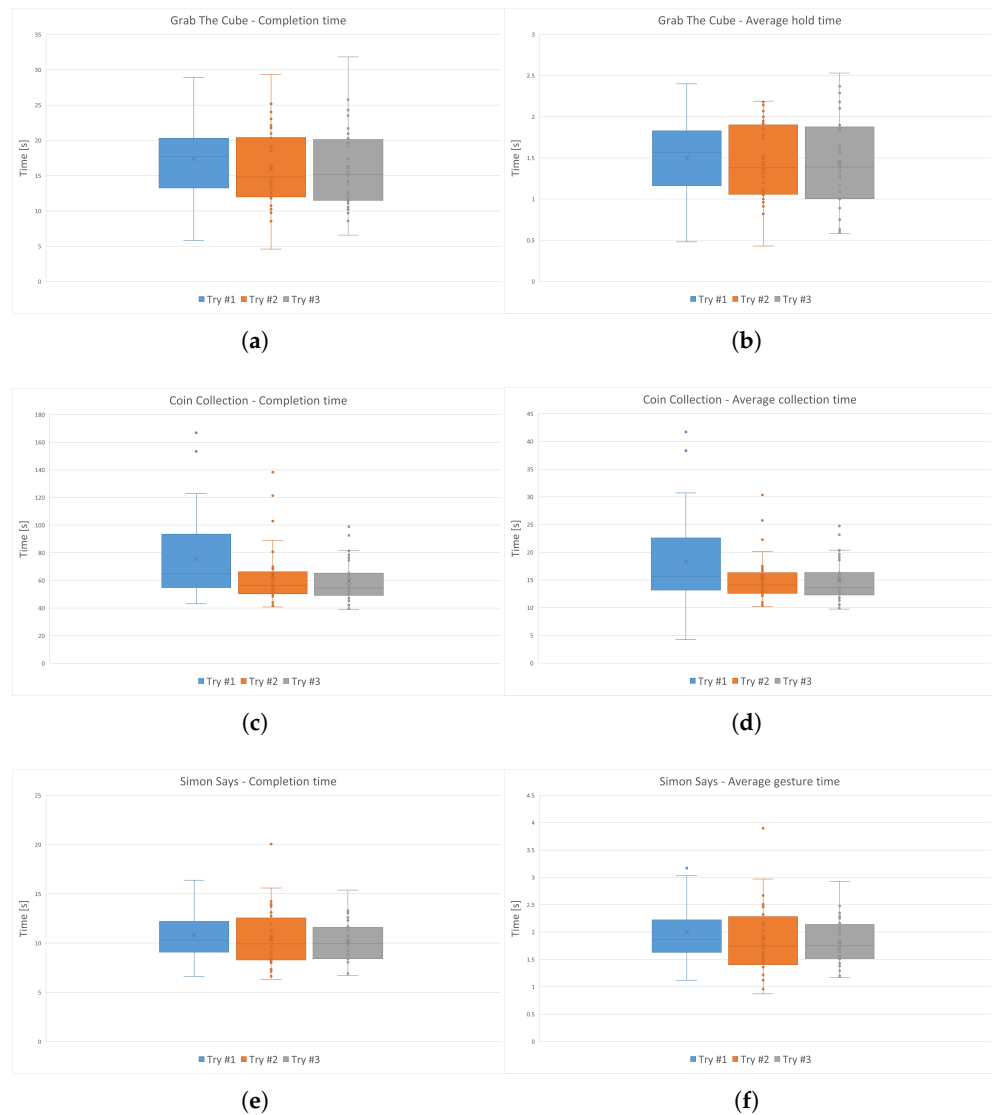 Grab The Cube - Completion time
35
30
25
20
15
10
5
0
Time [s]
Try #1 Try #2 Try #3
(a)
Grab The Cube - Average hold time
3
2.5
2
1.5
1
0.5
0
Time [s]
Try #1 Try #2 Try #3
(b)
Coin Collection - Completion time
180
160
140
120
100
80
60
40
20
0
Time [s]
Try #1 Try #2 Try #3
(c)
Coin Collection - Average collection time
45
40
35
30
25
20
15
10
5
0
Time [s]
Try #1 Try #2 Try #3
(d)
Simon Says - Completion time
25
20
15
10
5
0
Time [s]
Try #1 Try #2 Try #3
(e)
Simon Says - Average gesture time
4.5
4
3.5
3
2.5
2
1.5
1
0.5
0
Time [s]
Try #1 Try #2 Try #3
(f)